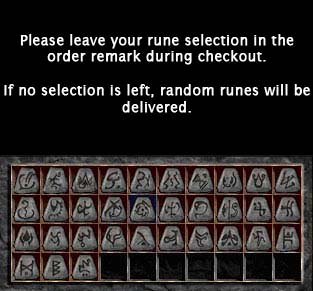 Please leave your rune selection in the
order remark during checkout.
If no selection is left, random runes will be
delivered.